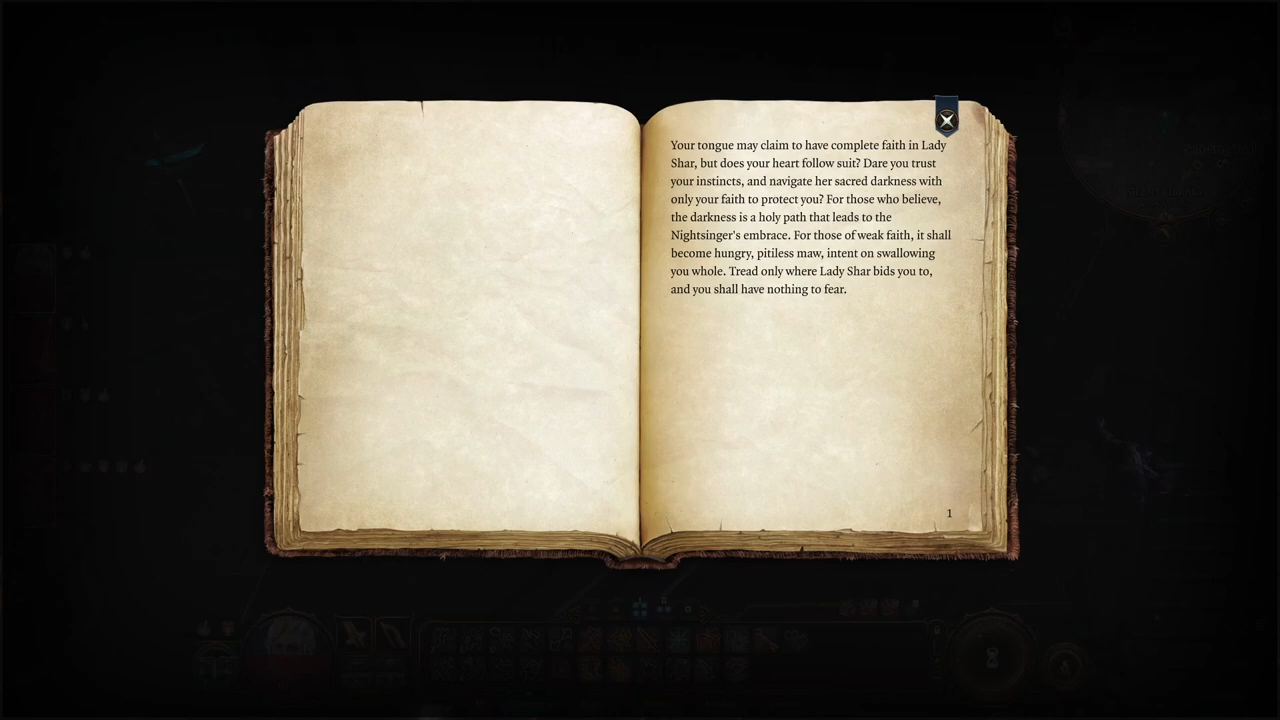 Your tongue may claim to have complete faith in Lady
Shar, but does your heart follow suit? Dare you trust
your instincts, and navigate her sacred darkness with
only your faith to protect you? For those who believe,
the darkness is a holy path that leads to the
Nightsinger's embrace. For those of weak faith, it shall
become hungry, pitiless maw, intent on swallowing
you whole. Tread only where Lady Shar bids you to,
and you shall have nothing to fear.
1